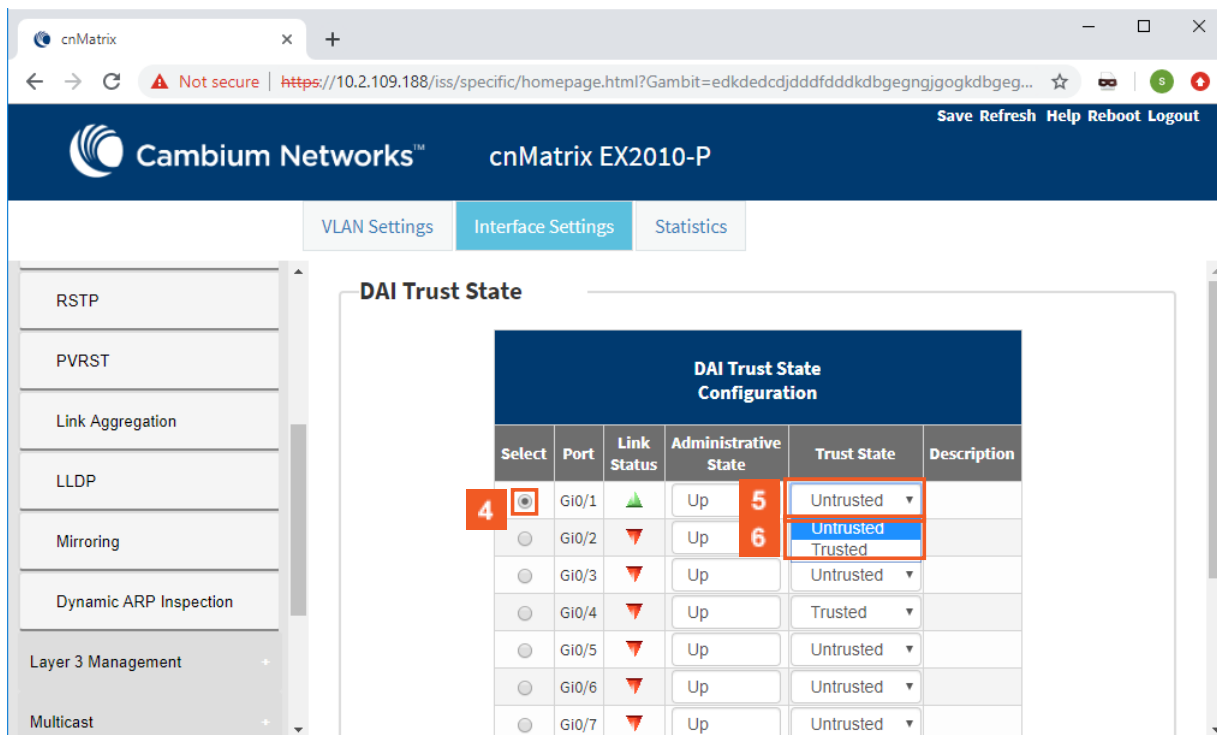 cnMatrix
Not secure | https://10.2.109.188/iss/specific/homepage.html?Gambit=edkdedcdjdddfdddkdbgegngjgogkdbgeg...
S
Save Refresh Help Reboot Logout
Cambium Networks™ cnMatrix EX2010-P
VLAN Settings Interface Settings Statistics
RSTP
PVRST
Link Aggregation
LLDP
Mirroring
Dynamic ARP Inspection
Layer 3 Management +
Multicast +
DAI Trust State
DAI Trust State
Configuration
Select Port Link Status Administrative State Trust State Description
4 Gi0/1 Up 5 Untrusted
Gi0/2 Up 6 Untrusted
Trusted
Gi0/3 Up Untrusted
Gi0/4 Up Trusted
Gi0/5 Up Untrusted
Gi0/6 Up Untrusted
Gi0/7 Up Untrusted